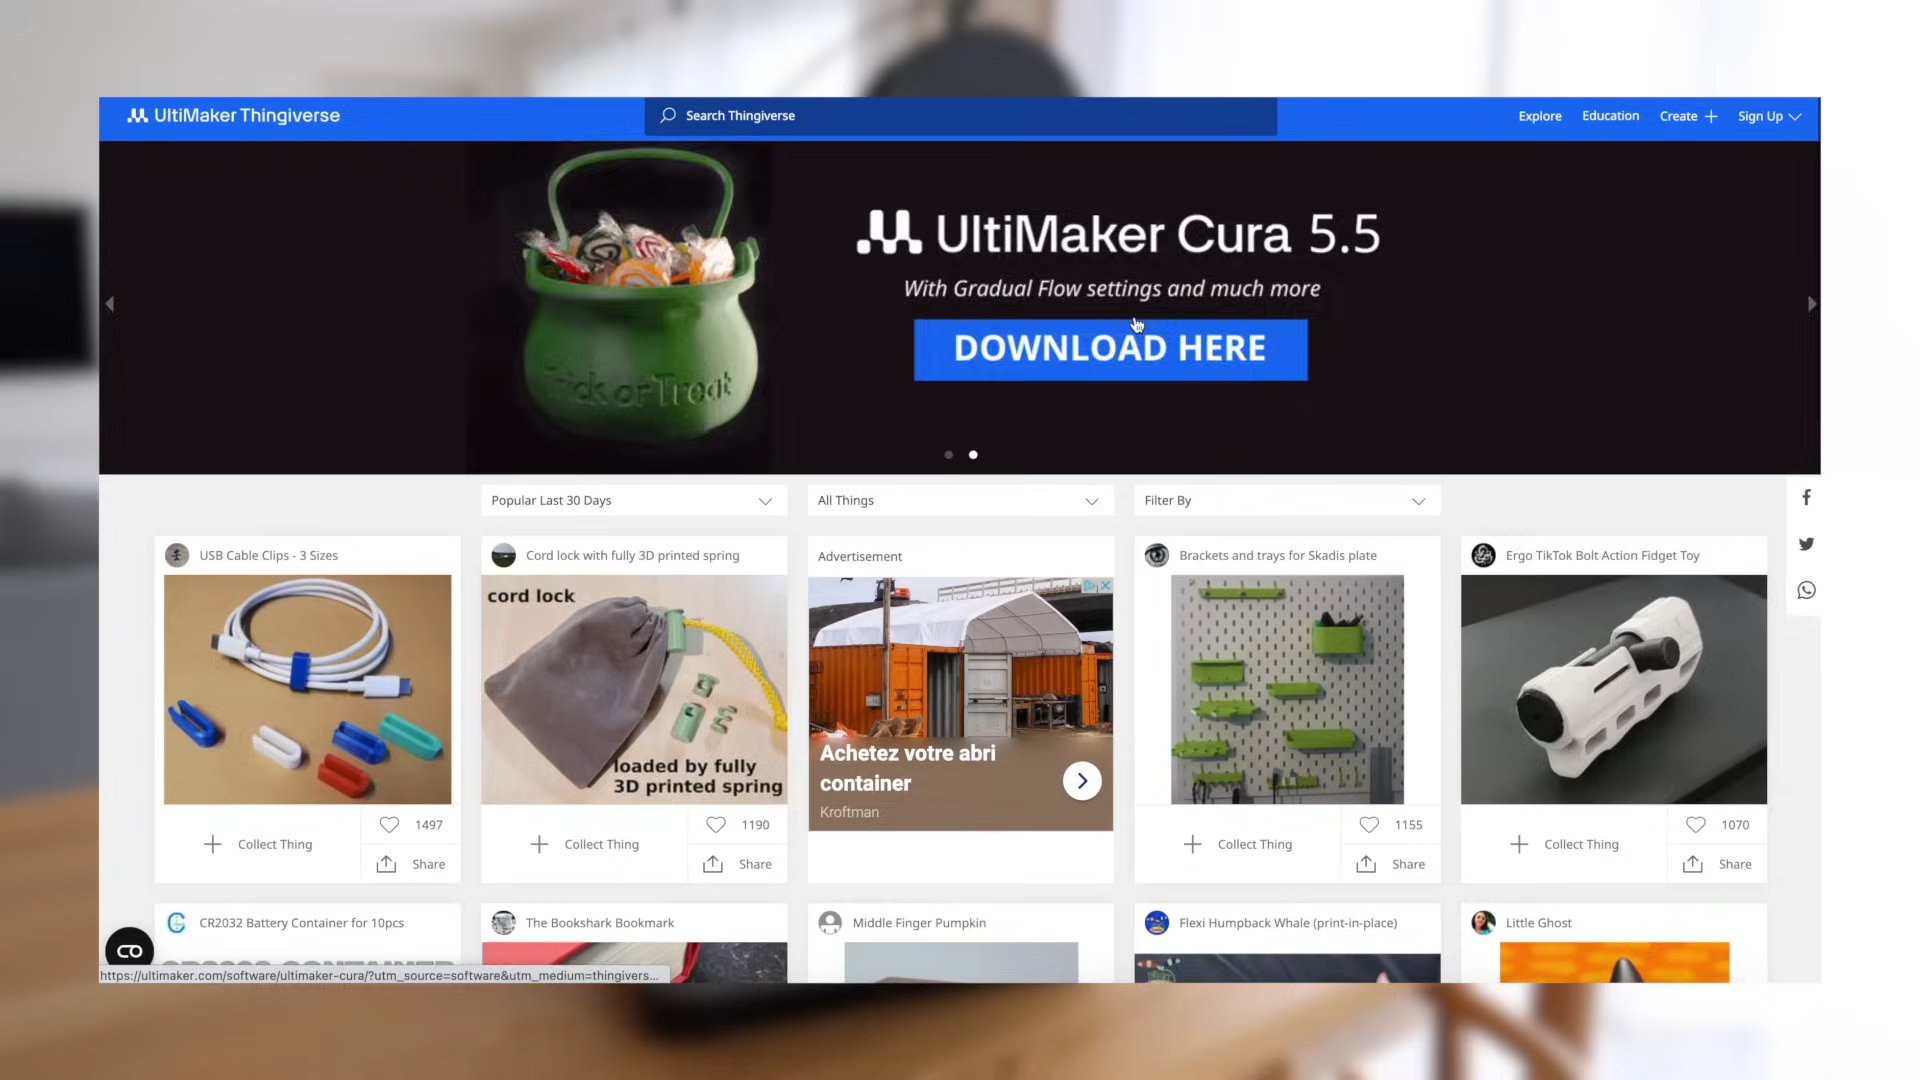 UltiMaker Thingiverse
Search Thingiverse
Explore
Education
Create
Sign Up
UltiMaker Cura 5.5
With Gradual Flow settings and much more
DOWNLOAD HERE
Trick or Treat
Popular Last 30 Days
All Things
Filter By
USB Cable Clips - 3 Sizes
Cord lock with fully 3D printed spring
Advertisement
Brackets and trays for Skadis plate
Ergo TikTok Bolt Action Fidget Toy
cord lock
loaded by fully
3D printed spring
Achetez votre abri
container
Kroftman
Collect Thing
1497
Share
Collect Thing
1190
Share
Collect Thing
1155
Share
Collect Thing
1070
Share
CR2032 Battery Container for 10pcs
The Bookshark Bookmark
Middle Finger Pumpkin
Flexi Humpback Whale (print-in-place)
Little Ghost
https://ultimaker.com/software/ultimaker-cura/?utm_source=software&utm_medium=thingivers...